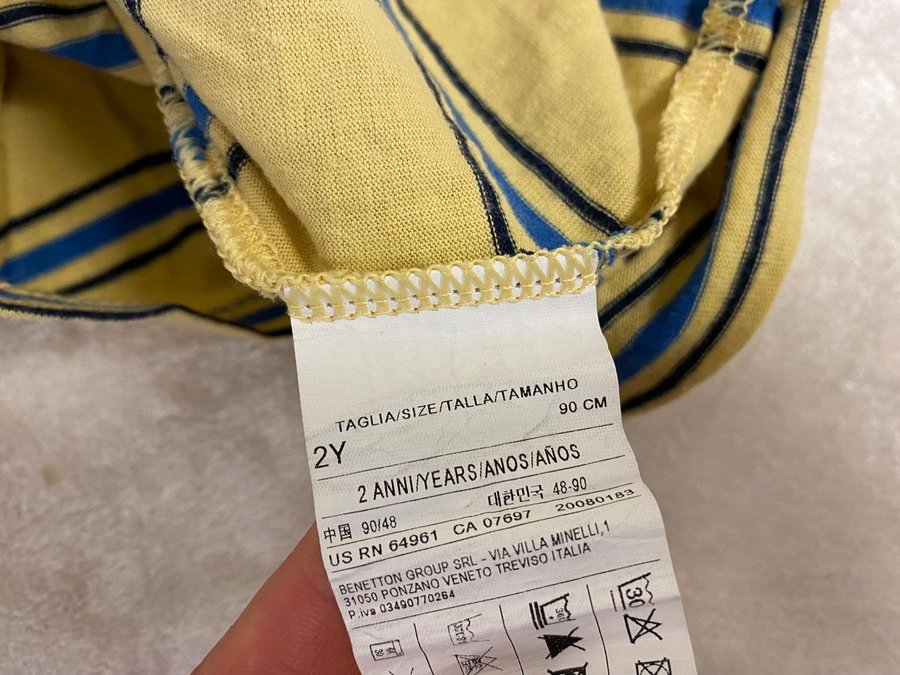 TAGLIA/SIZE/TALLA/TAMANHO
2Y 90 CM
2 ANNI/YEARS/ANOS/AÑOS
中国 90/48 대한민국 48-90
US RN 64961 CA 07697 20080183
BENETTON GROUP SRL - VIA VILLA MINELLI,1
31050 PONZANO VENETO TREVISO ITALIA
P.iva 03490770264
30